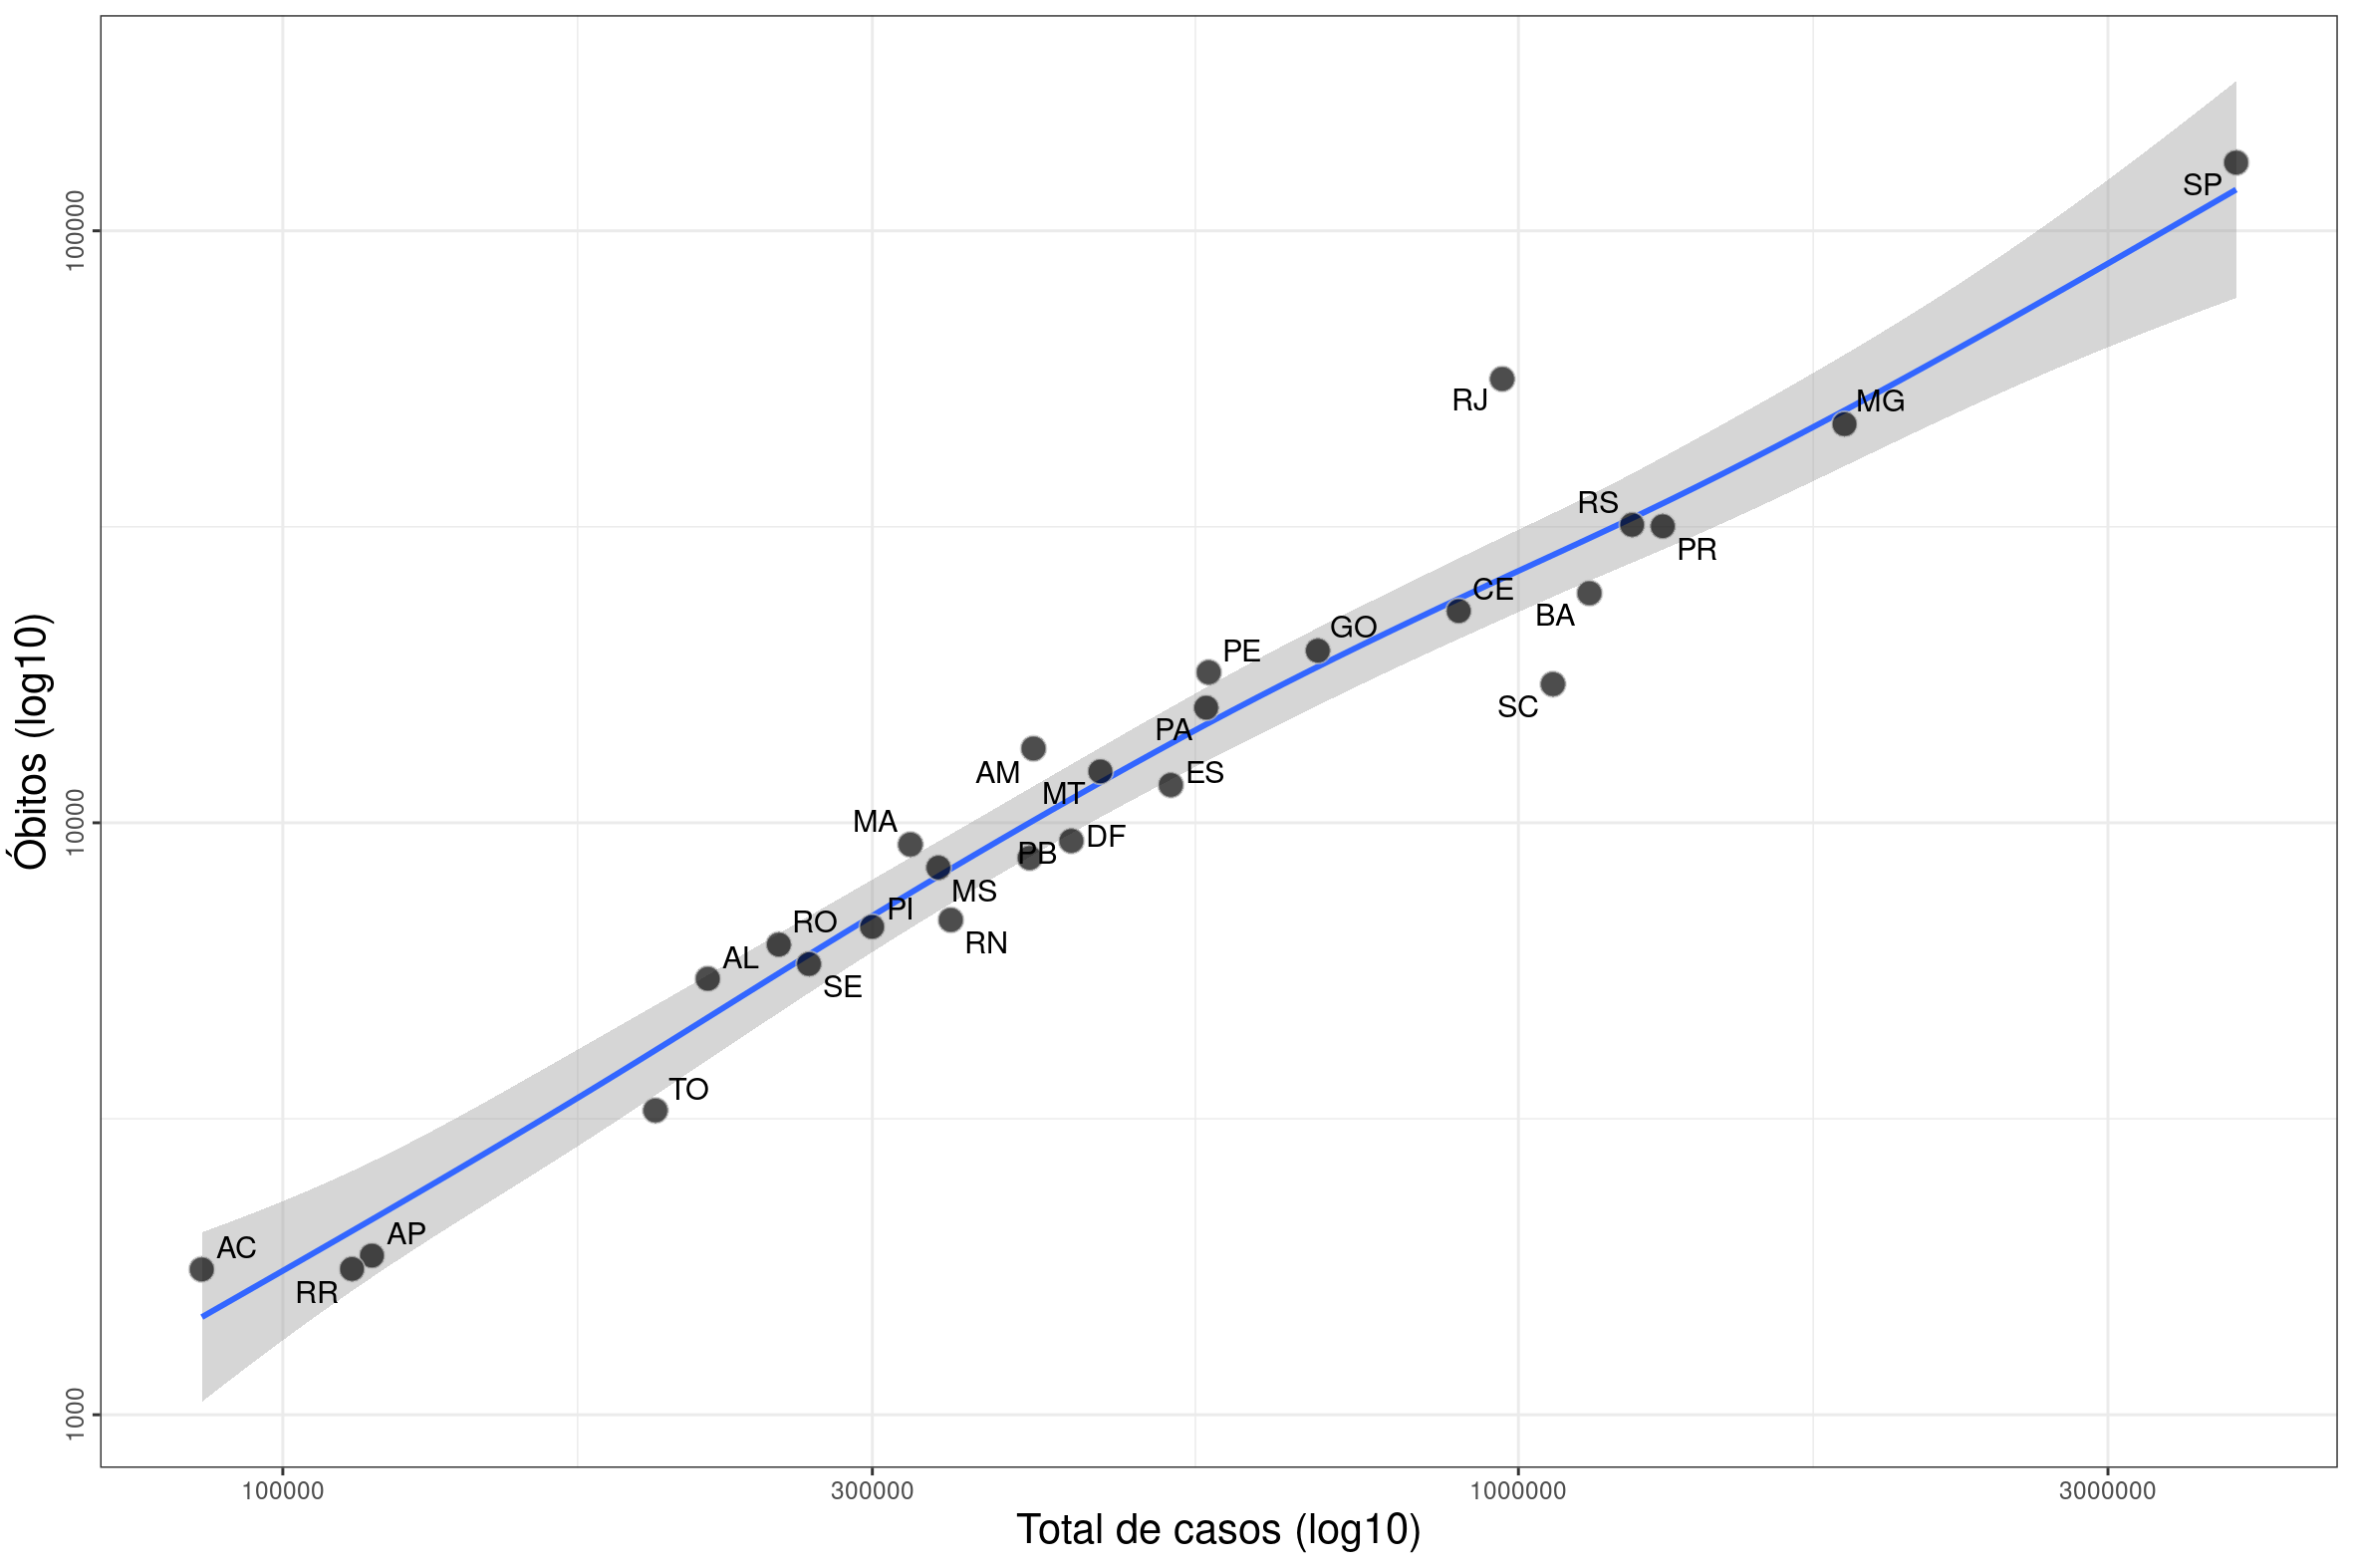 100000
SP
RJ
MG
RS
PR
CE
BA
GO
PE
SC
PA
AM
MT
ES
Óbitos (log10)
10000
MA
DF
PB
MS
PI
RO
RN
AL
SE
TO
AP
AC
RR
1000
100000 300000 1000000 3000000
Total de casos (log10)